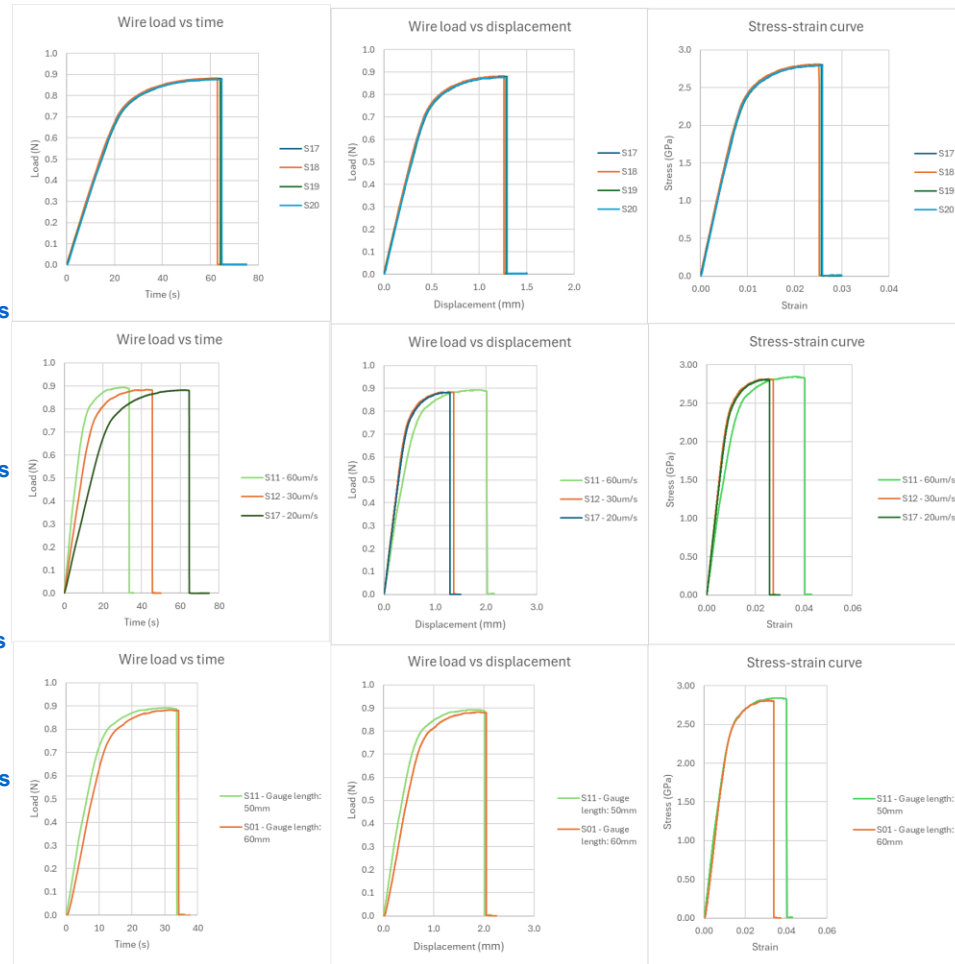 Wire load vs time
1.0
0.9
0.8
0.7
0.6
0.5
0.4
0.3
0.2
0.1
0.0
Load (N)
0 20 40 60 80
Time (s)
S17
S18
S19
S20
Wire load vs displacement
1.0
0.9
0.8
0.7
0.6
0.5
0.4
0.3
0.2
0.1
0.0
Load (N)
0.0 0.5 1.0 1.5 2.0
Displacement (mm)
S17
S18
S19
S20
Stress-strain curve
3.0
2.5
2.0
1.5
1.0
0.5
0.0
Stress (GPa)
0.00 0.01 0.02 0.03 0.04
Strain
S17
S18
S19
S20
s
Wire load vs time
1.0
0.9
0.8
0.7
0.6
0.5
0.4
0.3
0.2
0.1
0.0
Load (N)
0 20 40 60 80
Time (s)
S11 - 60um/s
S12 - 30um/s
S17 - 20um/s
Wire load vs displacement
1.0
0.9
0.8
0.7
0.6
0.5
0.4
0.3
0.2
0.1
0.0
Load (N)
0.0 1.0 2.0 3.0
Displacement (mm)
S11 - 60um/s
S12 - 30um/s
S17 - 20um/s
Stress-strain curve
3.00
2.50
2.00
1.50
1.00
0.50
0.00
Stress (GPa)
0.00 0.02 0.04 0.06
Strain
S11 - 60um/s
S12 - 30um/s
S17 - 20um/s
s
s
Wire load vs time
1.0
0.9
0.8
0.7
0.6
0.5
0.4
0.3
0.2
0.1
0.0
Load (N)
0 10 20 30 40
Time (s)
S11 - Gauge length:
50mm
S01 - Gauge length:
60mm
Wire load vs displacement
1.0
0.9
0.8
0.7
0.6
0.5
0.4
0.3
0.2
0.1
0.0
Load (N)
0.0 1.0 2.0 3.0
Displacement (mm)
S11 - Gauge
length: 50mm
S01 - Gauge
length: 60mm
Stress-strain curve
3.00
2.50
2.00
1.50
1.00
0.50
0.00
Stress (GPa)
0.00 0.02 0.04 0.06
Strain
S11 - Gauge length:
50mm
S01 - Gauge length:
60mm
s